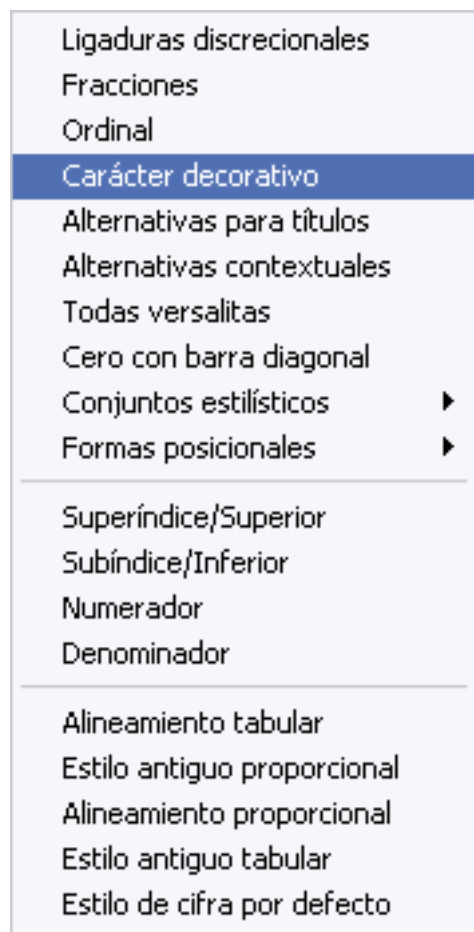 Ligaduras discrecionales
Fracciones
Ordinal
Carácter decorativo
Alternativas para títulos
Alternativas contextuales
Todas versalitas
Cero con barra diagonal
Conjuntos estilísticos
Formas posicionales
Superíndice/Superior
Subíndice/Inferior
Numerador
Denominador
Alineamiento tabular
Estilo antiguo proporcional
Alineamiento proporcional
Estilo antiguo tabular
Estilo de cifra por defecto